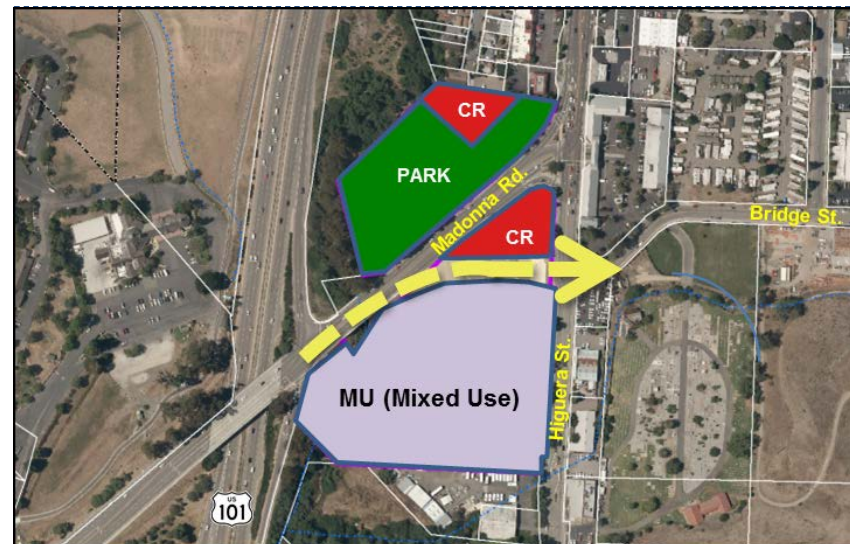 CR
PARK
Madonna Rd.
CR
Bridge St.
MU (Mixed Use)
Higuera St.
US
101